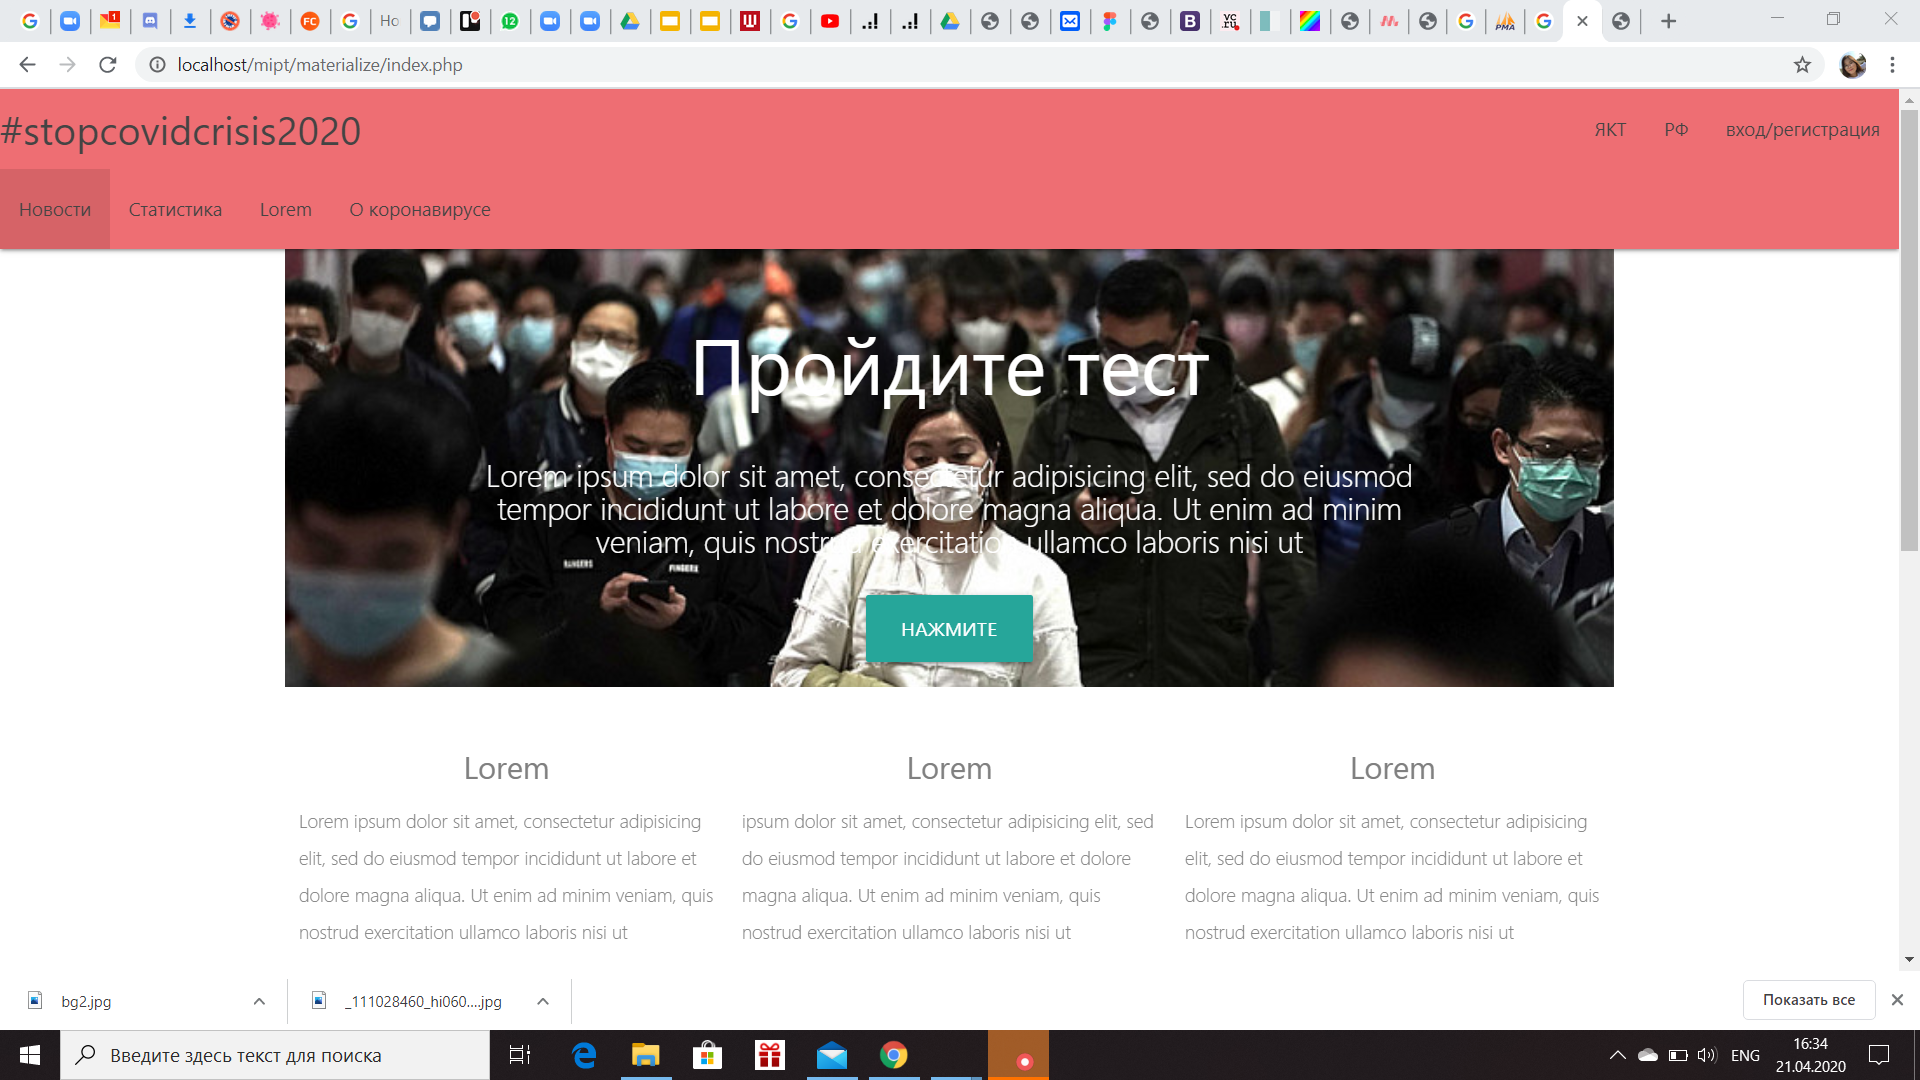 Но
12
1
vc.
ru
PMA
localhost/mipt/materialize/index.php
#stopcovidcrisis2020
ЯКТ РФ вход/регистрация
Новости Статистика Lorem О коронавирусе
Пройдите тест
Lorem ipsum dolor sit amet, consectetur adipisicing elit, sed do eiusmod
tempor incididunt ut labore et dolore magna aliqua. Ut enim ad minim
veniam, quis nostrud exercitation ullamco laboris nisi ut
НАЖМИТЕ
Lorem
Lorem ipsum dolor sit amet, consectetur adipisicing
elit, sed do eiusmod tempor incididunt ut labore et
dolore magna aliqua. Ut enim ad minim veniam, quis
nostrud exercitation ullamco laboris nisi ut
Lorem
ipsum dolor sit amet, consectetur adipisicing elit, sed
do eiusmod tempor incididunt ut labore et dolore
magna aliqua. Ut enim ad minim veniam, quis
nostrud exercitation ullamco laboris nisi ut
Lorem
Lorem ipsum dolor sit amet, consectetur adipisicing
elit, sed do eiusmod tempor incididunt ut labore et
dolore magna aliqua. Ut enim ad minim veniam, quis
nostrud exercitation ullamco laboris nisi ut
bg2.jpg
_111028460_hi060....jpg
Показать все
Введите здесь текст для поиска
ENG
16:34
21.04.2020